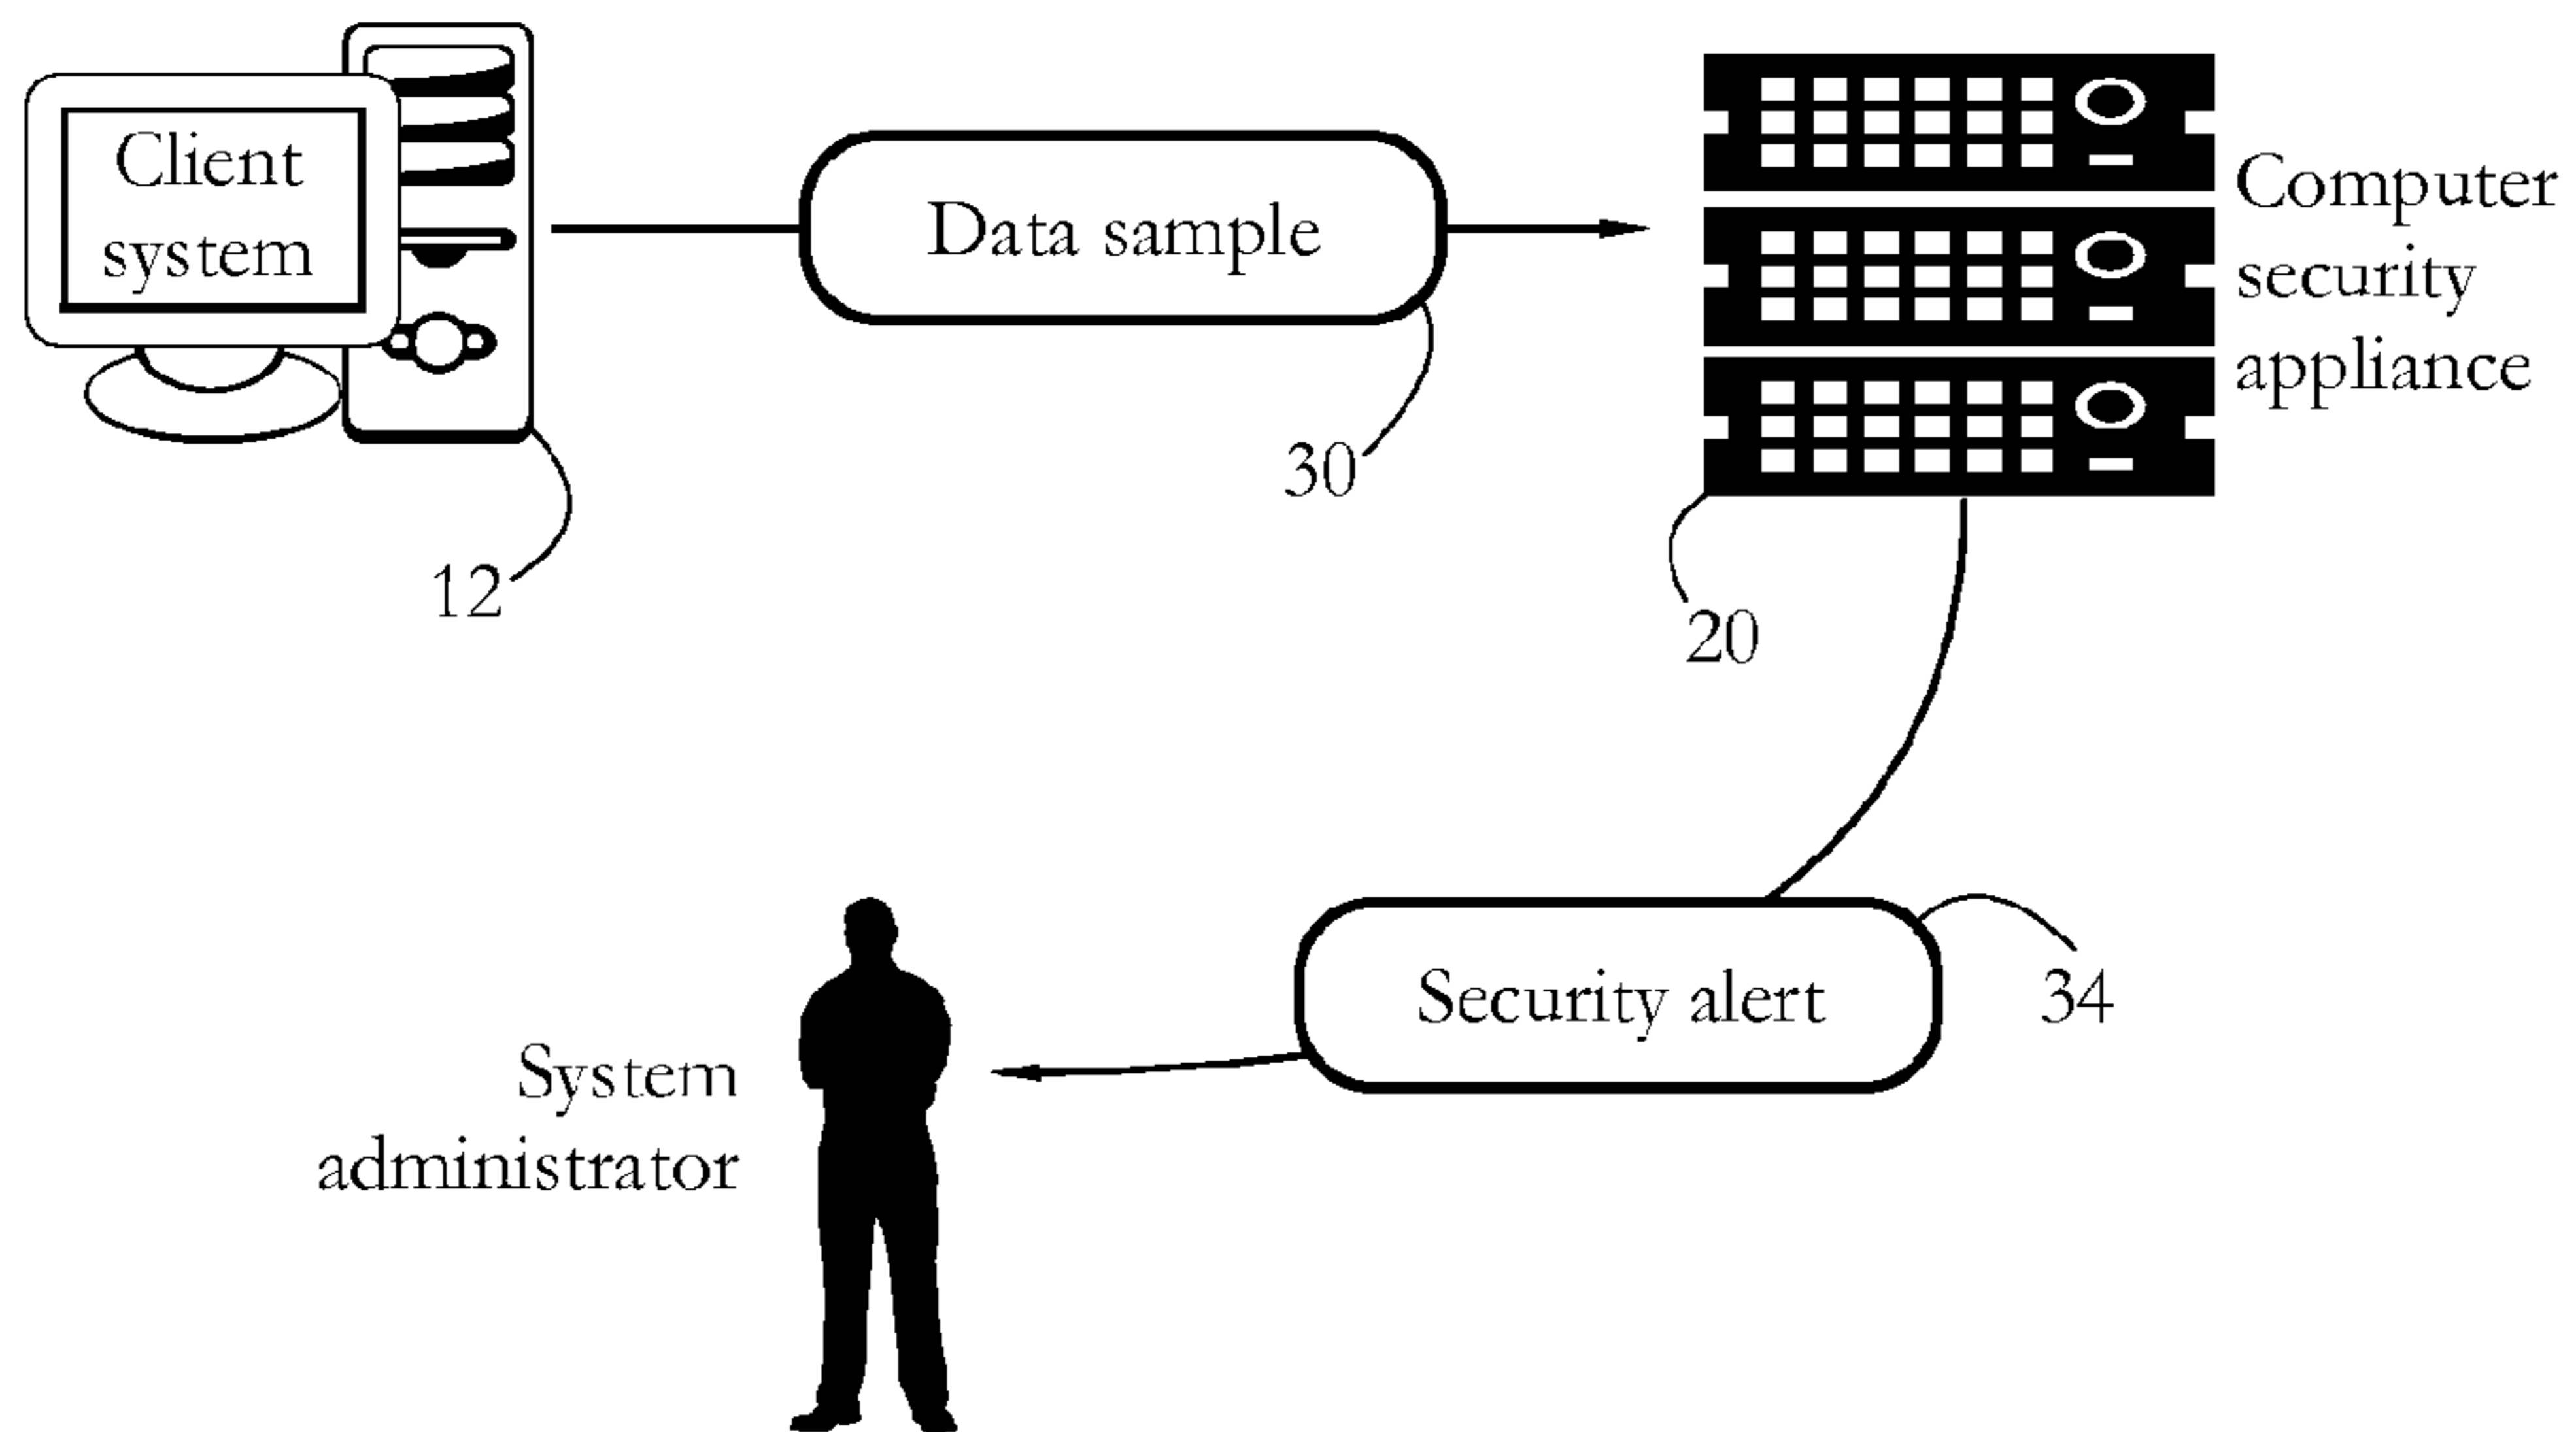 Client
system
Data sample
Computer
security
appliance
30
12
20
Security alert
34
System
administrator